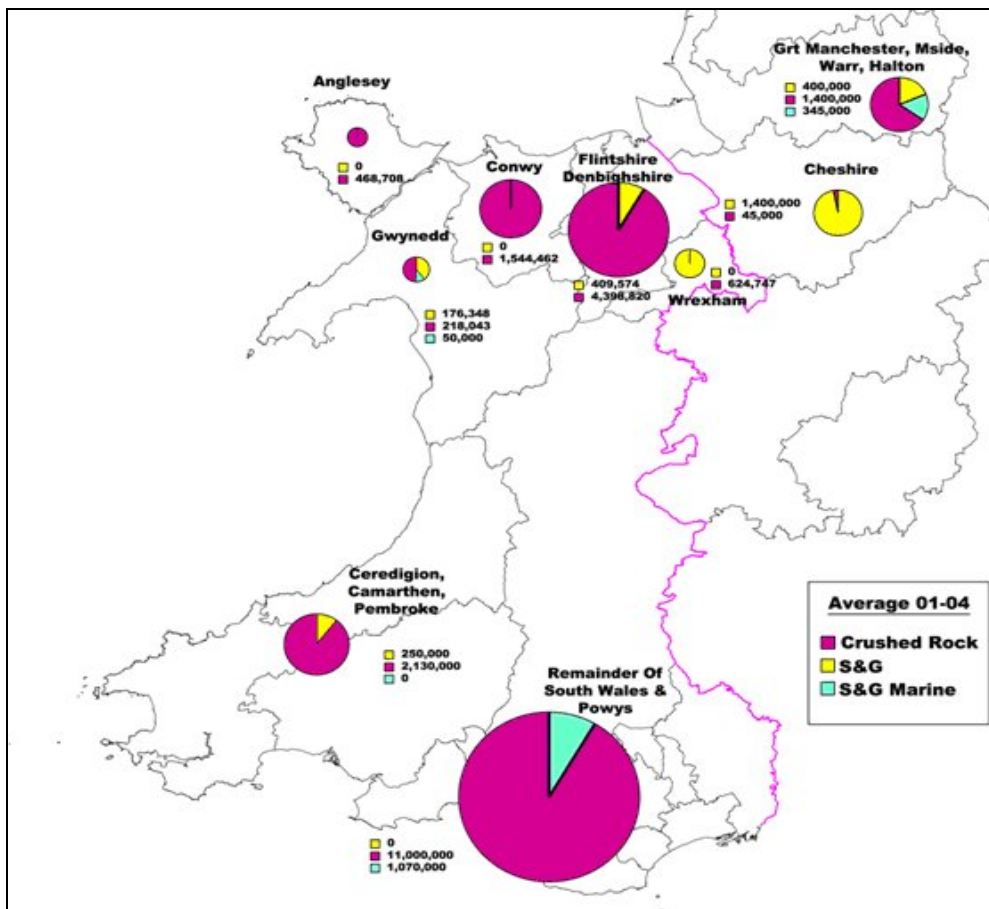 Grt Manchester, Mside,
Warr, Halton
400,000
1,400,000
345,000
Anglesey
0
468,708
Conwy
0
1,544,462
Flintshire
Denbighshire
409,574
4,396,820
Cheshire
1,400,000
45,000
Gwynedd
176,348
218,043
50,000
0
624,747
Wrexham
Ceredigion,
Camarthen,
Pembroke
250,000
2,130,000
0
Remainder Of
South Wales &
Powys
0
11,000,000
1,070,000
Average 01-04
Crushed Rock
S&G
S&G Marine